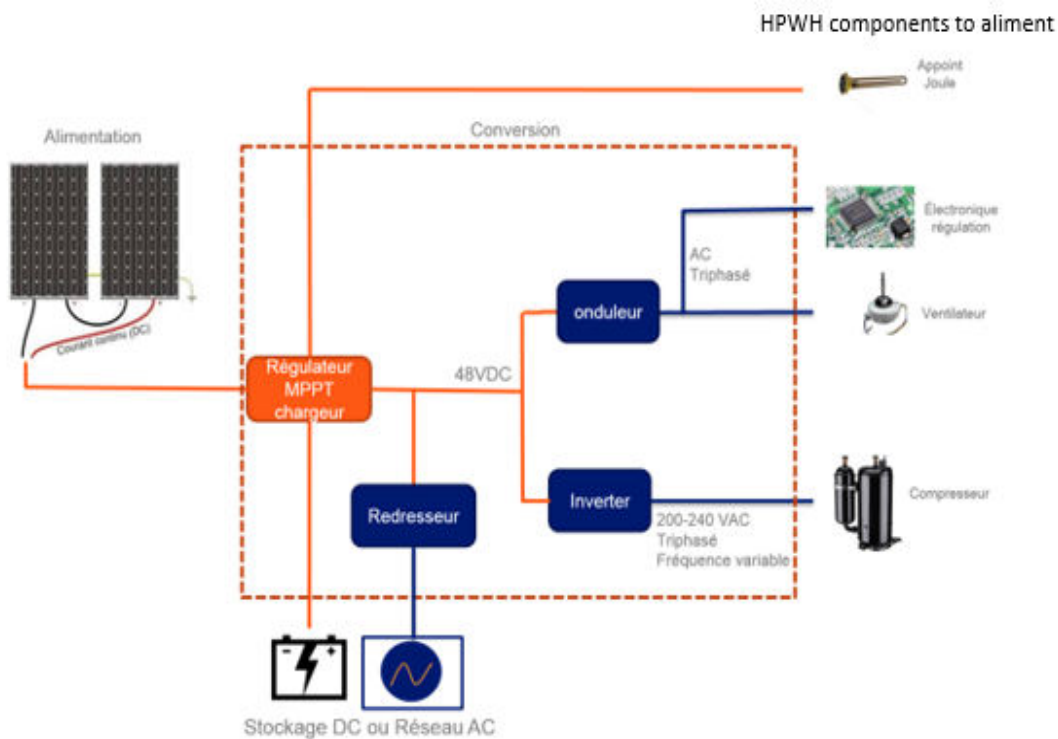 HPWH components to aliment
Appoint
Joule
Alimentation
Conversion
Électronique
régulation
AC
Triphasé
onduleur
Ventilateur
Courant continu (DC)
Régulateur
MPPT
chargeur
48VDC
Redresseur
Inverter
Compresseur
200-240 VAC
Triphasé
Fréquence variable
Stockage DC ou Réseau AC